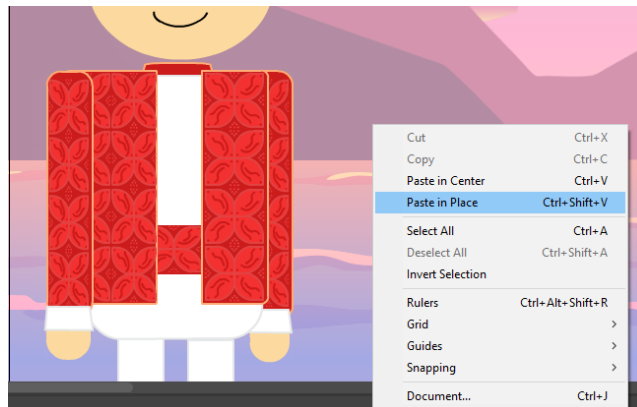 Cut Ctrl+X
Copy Ctrl+C
Paste in Center Ctrl+V
Paste in Place Ctrl+Shift+V
Select All Ctrl+A
Deselect All Ctrl+Shift+A
Invert Selection
Rulers Ctrl+Alt+Shift+R
Grid
Guides
Snapping
Document... Ctrl+J